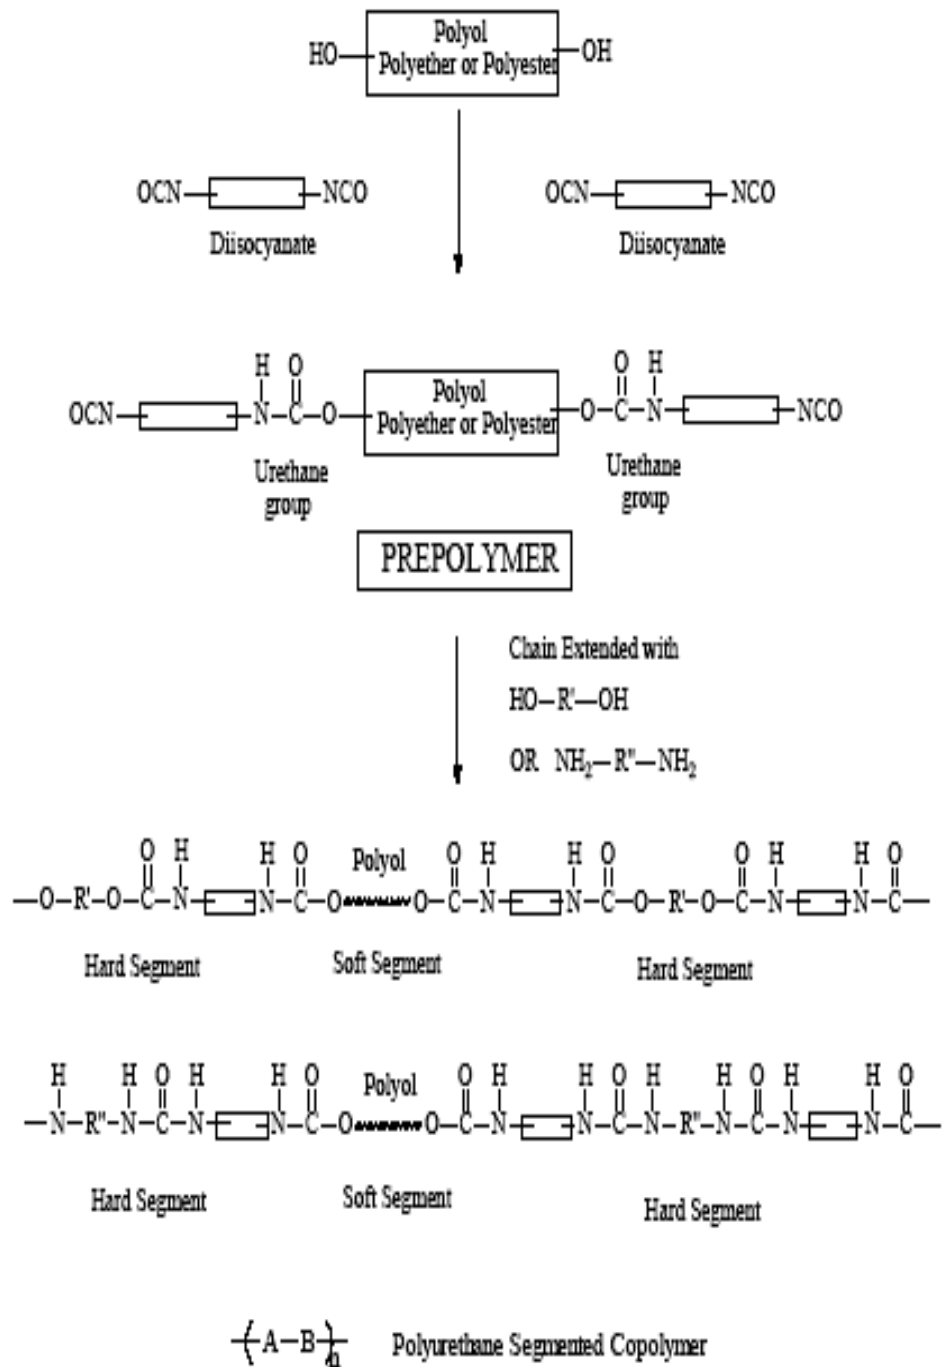 Polyol
HO OH
Polyether or Polyester
OCN NCO OCN NCO
Diisocyanate Diisocyanate
H O O H
OCN N C O Polyol O C N NCO
Polyether or Polyester
Urethane Urethane
group group
PREPOLYMER
Chain Extended with
HO—R'—OH
OR NH₂—R"—NH₂
O H H O Polyol O H H O O H H O
—O—R'—O—C—N N—C—O O—C—N N—C—O—R'—O—C—N N—C—
Hard Segment Soft Segment Hard Segment
H H O H H O Polyol O H H O H H O H H O
—N—R"—N—C—N N—C—O O—C—N N—C—N—R"—N—C—N N—C—
Hard Segment Soft Segment Hard Segment
(A—B)n Polyurethane Segmented Copolymer